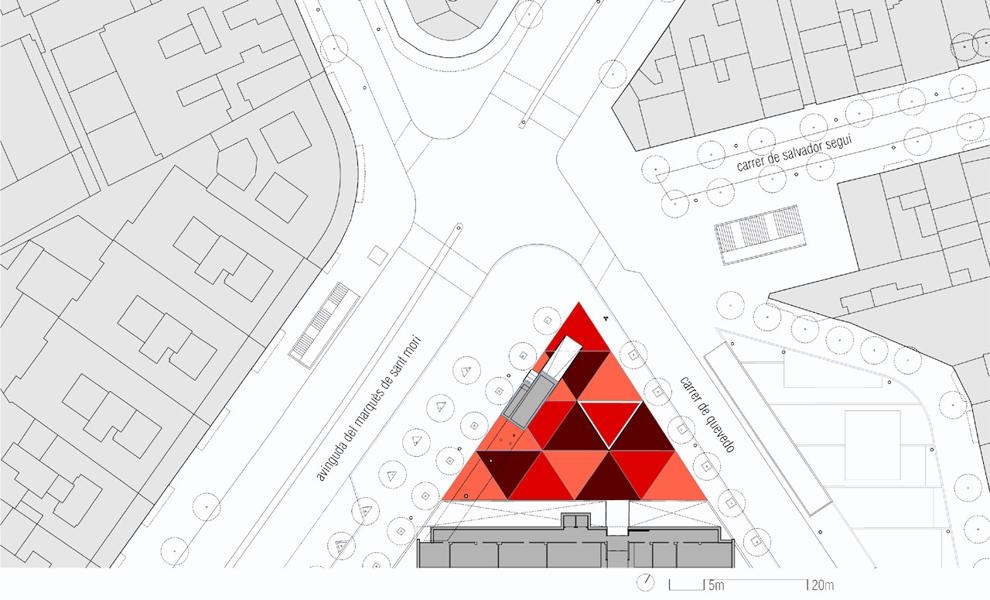 carrer de salvador seguí
avinguda del marquès de sant mori
carrer de quevedo
5m 20m